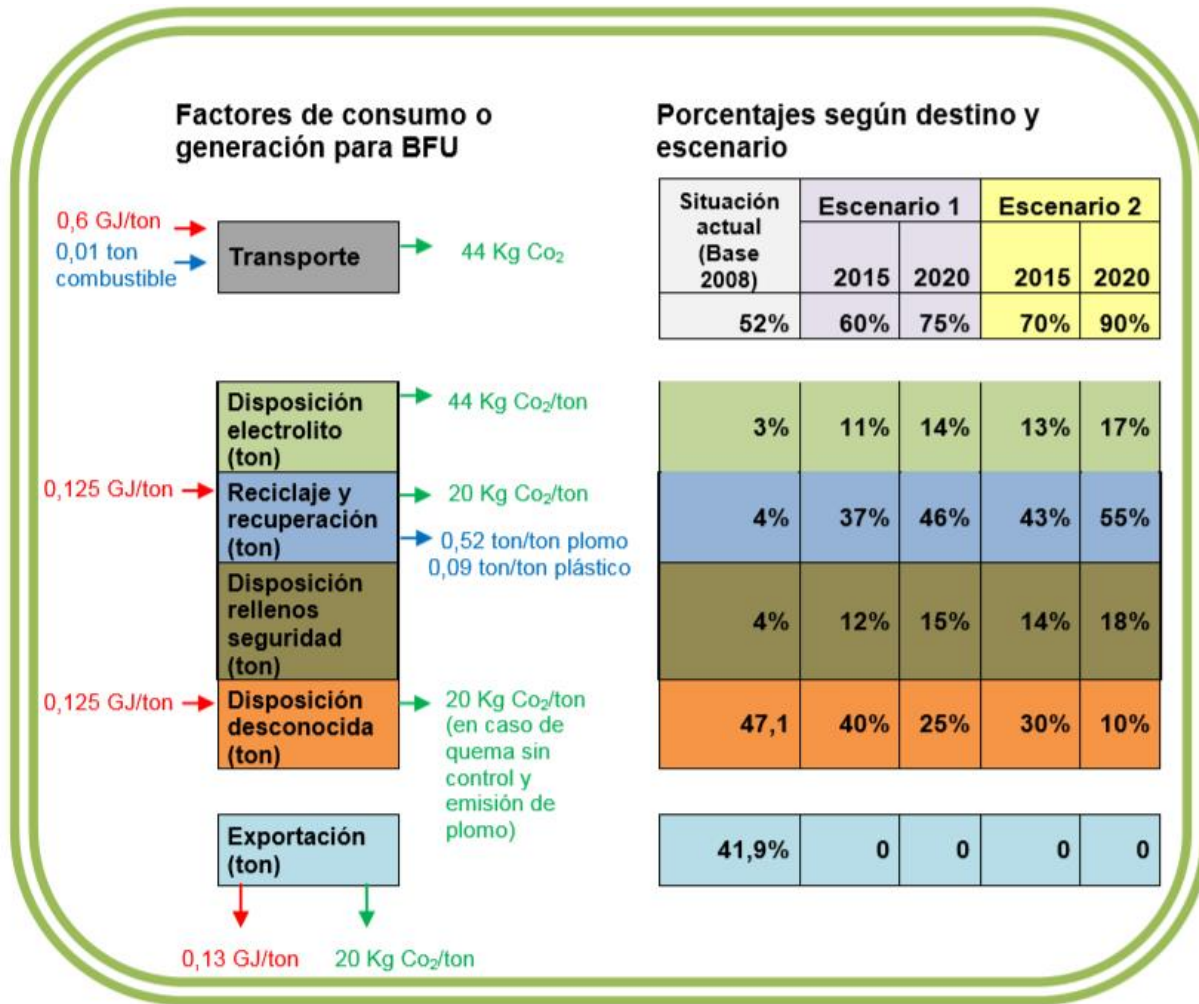 Factores de consumo o
generación para BFU
0,6 GJ/ton
0,01 ton
combustible
Transporte
44 Kg Co₂
Disposición
electrolito
(ton)
44 Kg Co₂/ton
0,125 GJ/ton
Reciclaje y
recuperación
(ton)
20 Kg Co₂/ton
0,52 ton/ton plomo
0,09 ton/ton plástico
Disposición
rellenos
seguridad
(ton)
0,125 GJ/ton
Disposición
desconocida
(ton)
20 Kg Co₂/ton
(en caso de
quema sin
control y
emisión de
plomo)
Exportación
(ton)
0,13 GJ/ton 20 Kg Co₂/ton
Porcentajes según destino y
escenario
Situación
actual
(Base
2008)
Escenario 1 Escenario 2
2015 2020 2015 2020
52% 60% 75% 70% 90%
3% 11% 14% 13% 17%
4% 37% 46% 43% 55%
4% 12% 15% 14% 18%
47,1 40% 25% 30% 10%
41,9% 0 0 0 0